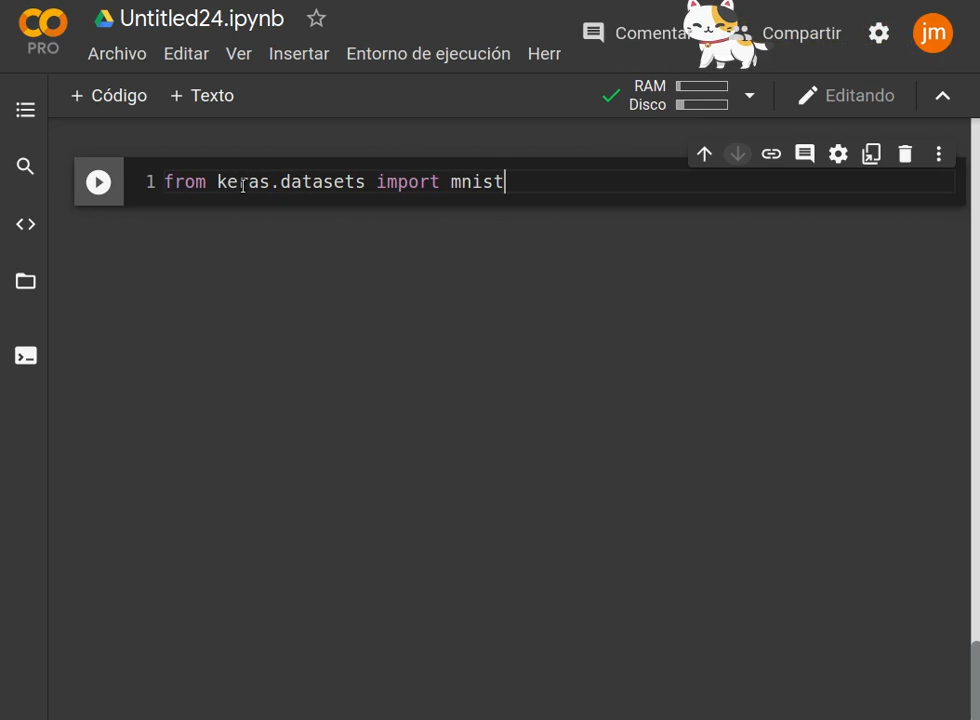 Untitled24.ipynb
PRO
Archivo Editar Ver Insertar Entorno de ejecución Herr
Comenta
Compartir
jm
+ Código + Texto
RAM
Disco
Editando
1 from keras.datasets import mnist